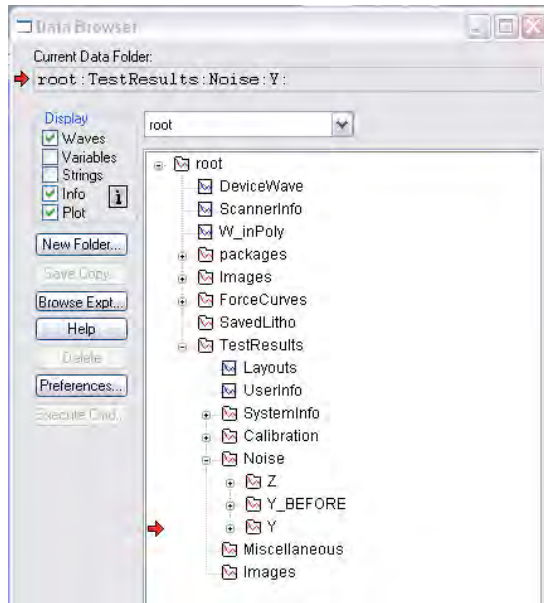 Data Browser
Current Data Folder:
root:TestResults:Noise:Y:
Display
Waves
Variables
Strings
Info
i
Plot
New Folder...
Save Copy...
Browse Expt...
Help
Delete
Preferences...
Execute Cmd...
root
root
DeviceWave
ScannerInfo
W_inPoly
packages
Images
ForceCurves
SavedLitho
TestResults
Layouts
UserInfo
SystemInfo
Calibration
Noise
Z
Y_BEFORE
Y
Miscellaneous
Images